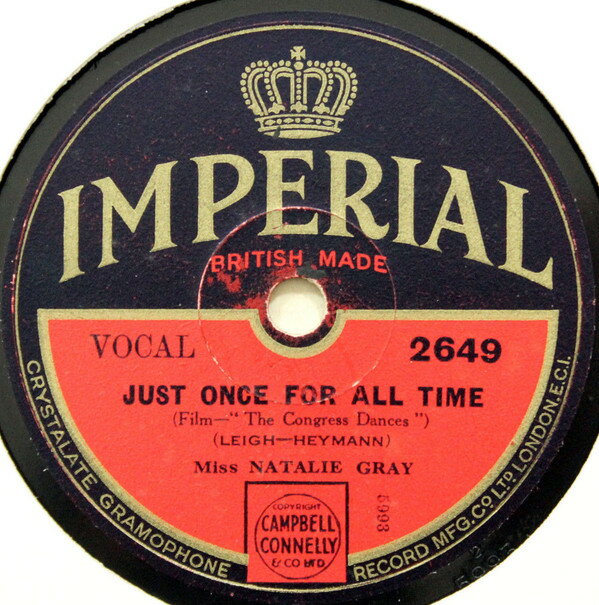 IMPERIAL
BRITISH MADE
VOCAL 2649
JUST ONCE FOR ALL TIME
(Film—"The Congress Dances")
(LEIGH—HEYMANN)
Miss NATALIE GRAY
5993
COPYRIGHT
CAMPBELL
CONNELLY
& CO LTD
CRYSTALATE GRAMOPHONE RECORD MFG. CO LTD LONDON. E.C.1.